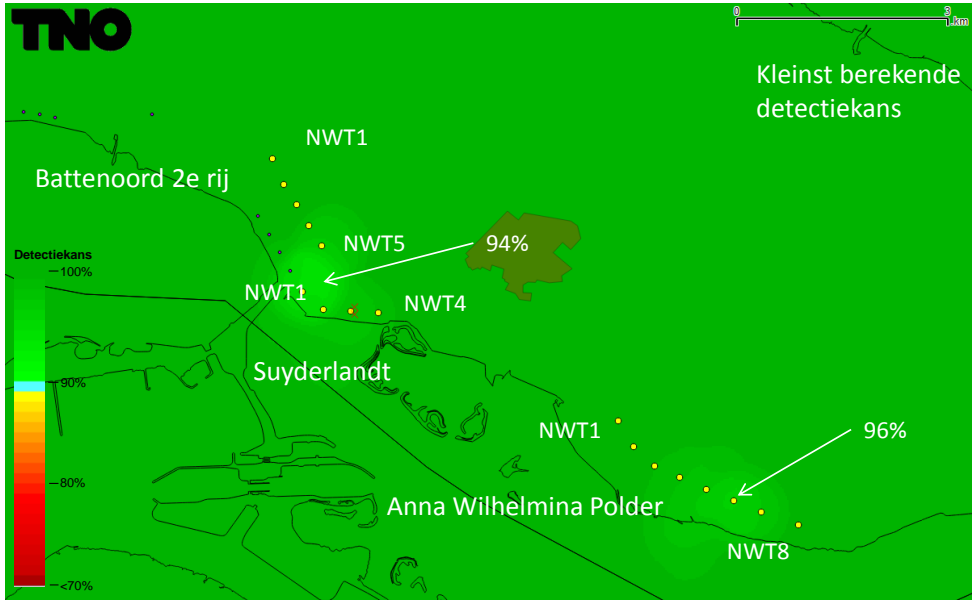 TNO
0 3
km
Kleinst berekende
detectiekans
NWT1
Battenoord 2e rij
NWT5
94%
Detectiekans
100%
NWT1
NWT4
Suyderlandt
90%
NWT1
96%
80%
Anna Wilhelmina Polder
NWT8
<70%